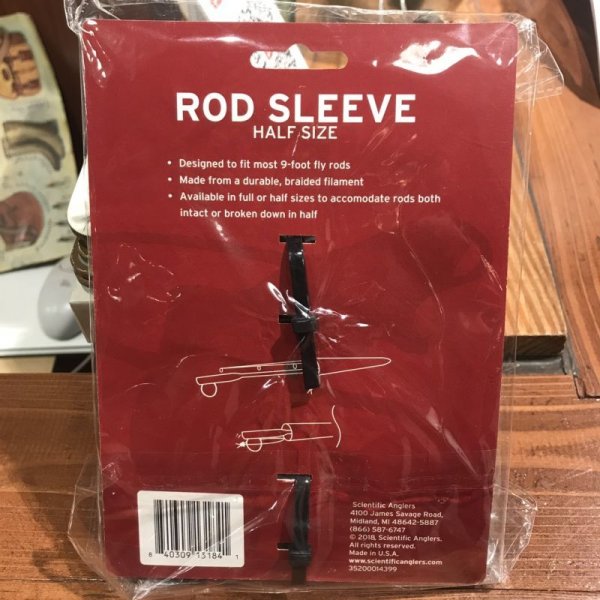 ROD SLEEVE
HALF SIZE
• Designed to fit most 9-foot fly rods
• Made from a durable, braided filament
• Available in full or half sizes to accomodate rods both
intact or broken down in half
Scientific Anglers
4100 James Savage Road,
Midland, MI 48642-5887
(866) 587-6747
© 2018, Scientific Anglers.
All rights reserved.
Made in U.S.A.
www.scientificanglers.com
35200014399
8 40309 13184 1